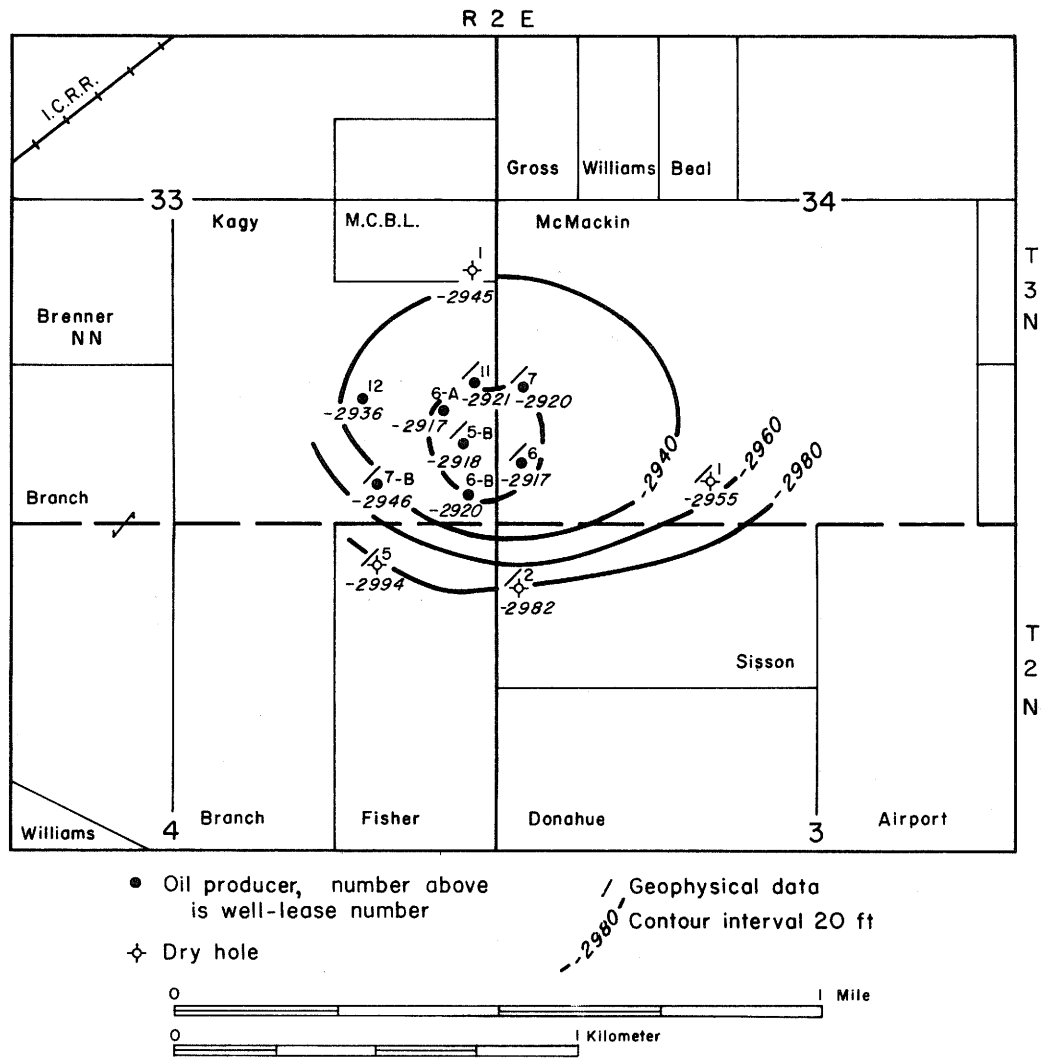 R 2 E
I.C.R.R.
Gross
Williams
Beal
33
34
Kagy
M.C.B.L.
McMackin
T
3
N
1
-2945
Brenner
NN
11
7
12
6-A
-2921
-2920
-2936
-2917
5-B
-2918
6
-2917
7-B
-2946
6-B
-2920
-2940
1
-2955
-2960
-2980
Branch
5
-2994
2
-2982
T
2
N
Sisson
Williams
4
Branch
Fisher
Donahue
3
Airport
Oil producer, number above
is well-lease number
Dry hole
Geophysical data
-2980
Contour interval 20 ft
0
1 Mile
0
1 Kilometer